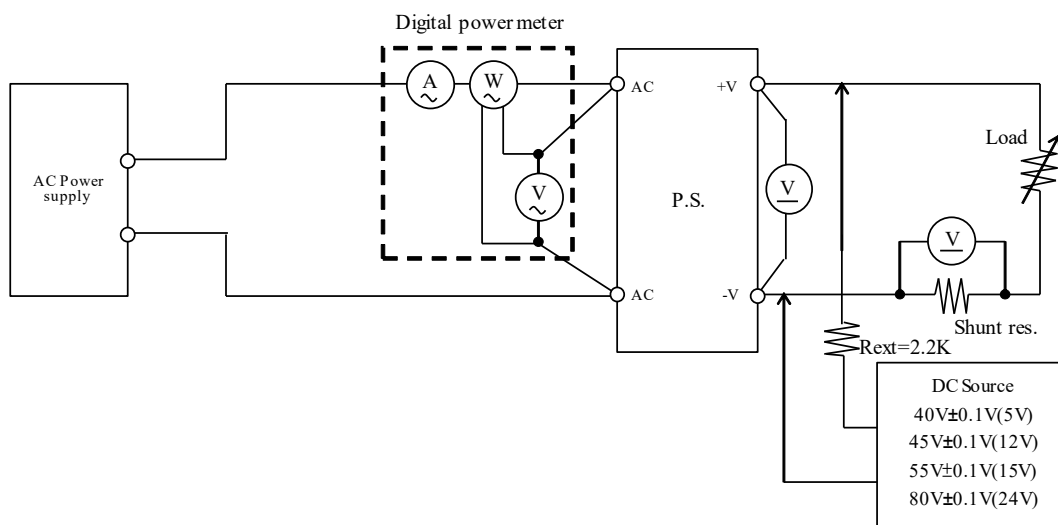 Digital power meter
A
W
AC
+V
AC Power
supply
V
P.S.
V
Load
V
AC
-V
Shunt res.
Rext=2.2K
DC Source
40V±0.1V(5V)
45V±0.1V(12V)
55V±0.1V(15V)
80V±0.1V(24V)